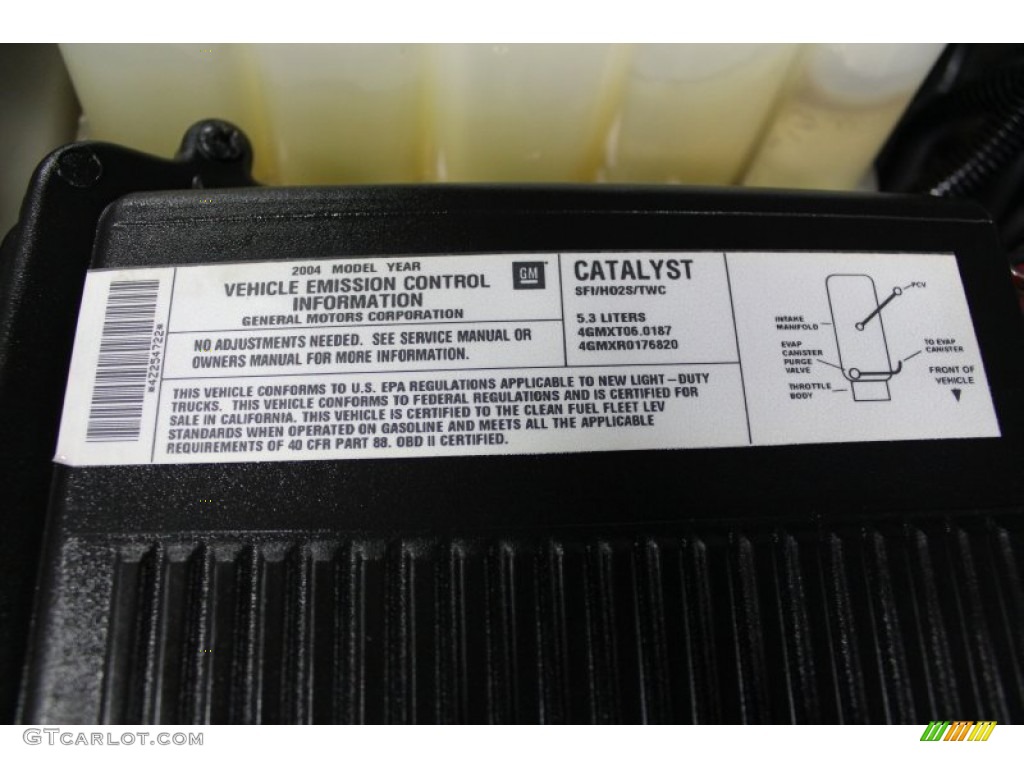 2004 MODEL YEAR
VEHICLE EMISSION CONTROL
INFORMATION
GENERAL MOTORS CORPORATION
GM
NO ADJUSTMENTS NEEDED. SEE SERVICE MANUAL OR
OWNERS MANUAL FOR MORE INFORMATION.
CATALYST
SFI/HO2S/TWC
5.3 LITERS
4GMXT06.0187
4GMXR0176820
THIS VEHICLE CONFORMS TO U.S. EPA REGULATIONS APPLICABLE TO NEW LIGHT-DUTY
TRUCKS. THIS VEHICLE CONFORMS TO FEDERAL REGULATIONS AND IS CERTIFIED FOR
SALE IN CALIFORNIA. THIS VEHICLE IS CERTIFIED TO THE CLEAN FUEL FLEET LEV
STANDARDS WHEN OPERATED ON GASOLINE AND MEETS ALL THE APPLICABLE
REQUIREMENTS OF 40 CFR PART 88. OBD II CERTIFIED.
*42254722*
PCV
INTAKE
MANIFOLD
EVAP
CANISTER
PURGE
VALVE
THROTTLE
BODY
TO EVAP
CANISTER
FRONT OF
VEHICLE
GTcarlot.com